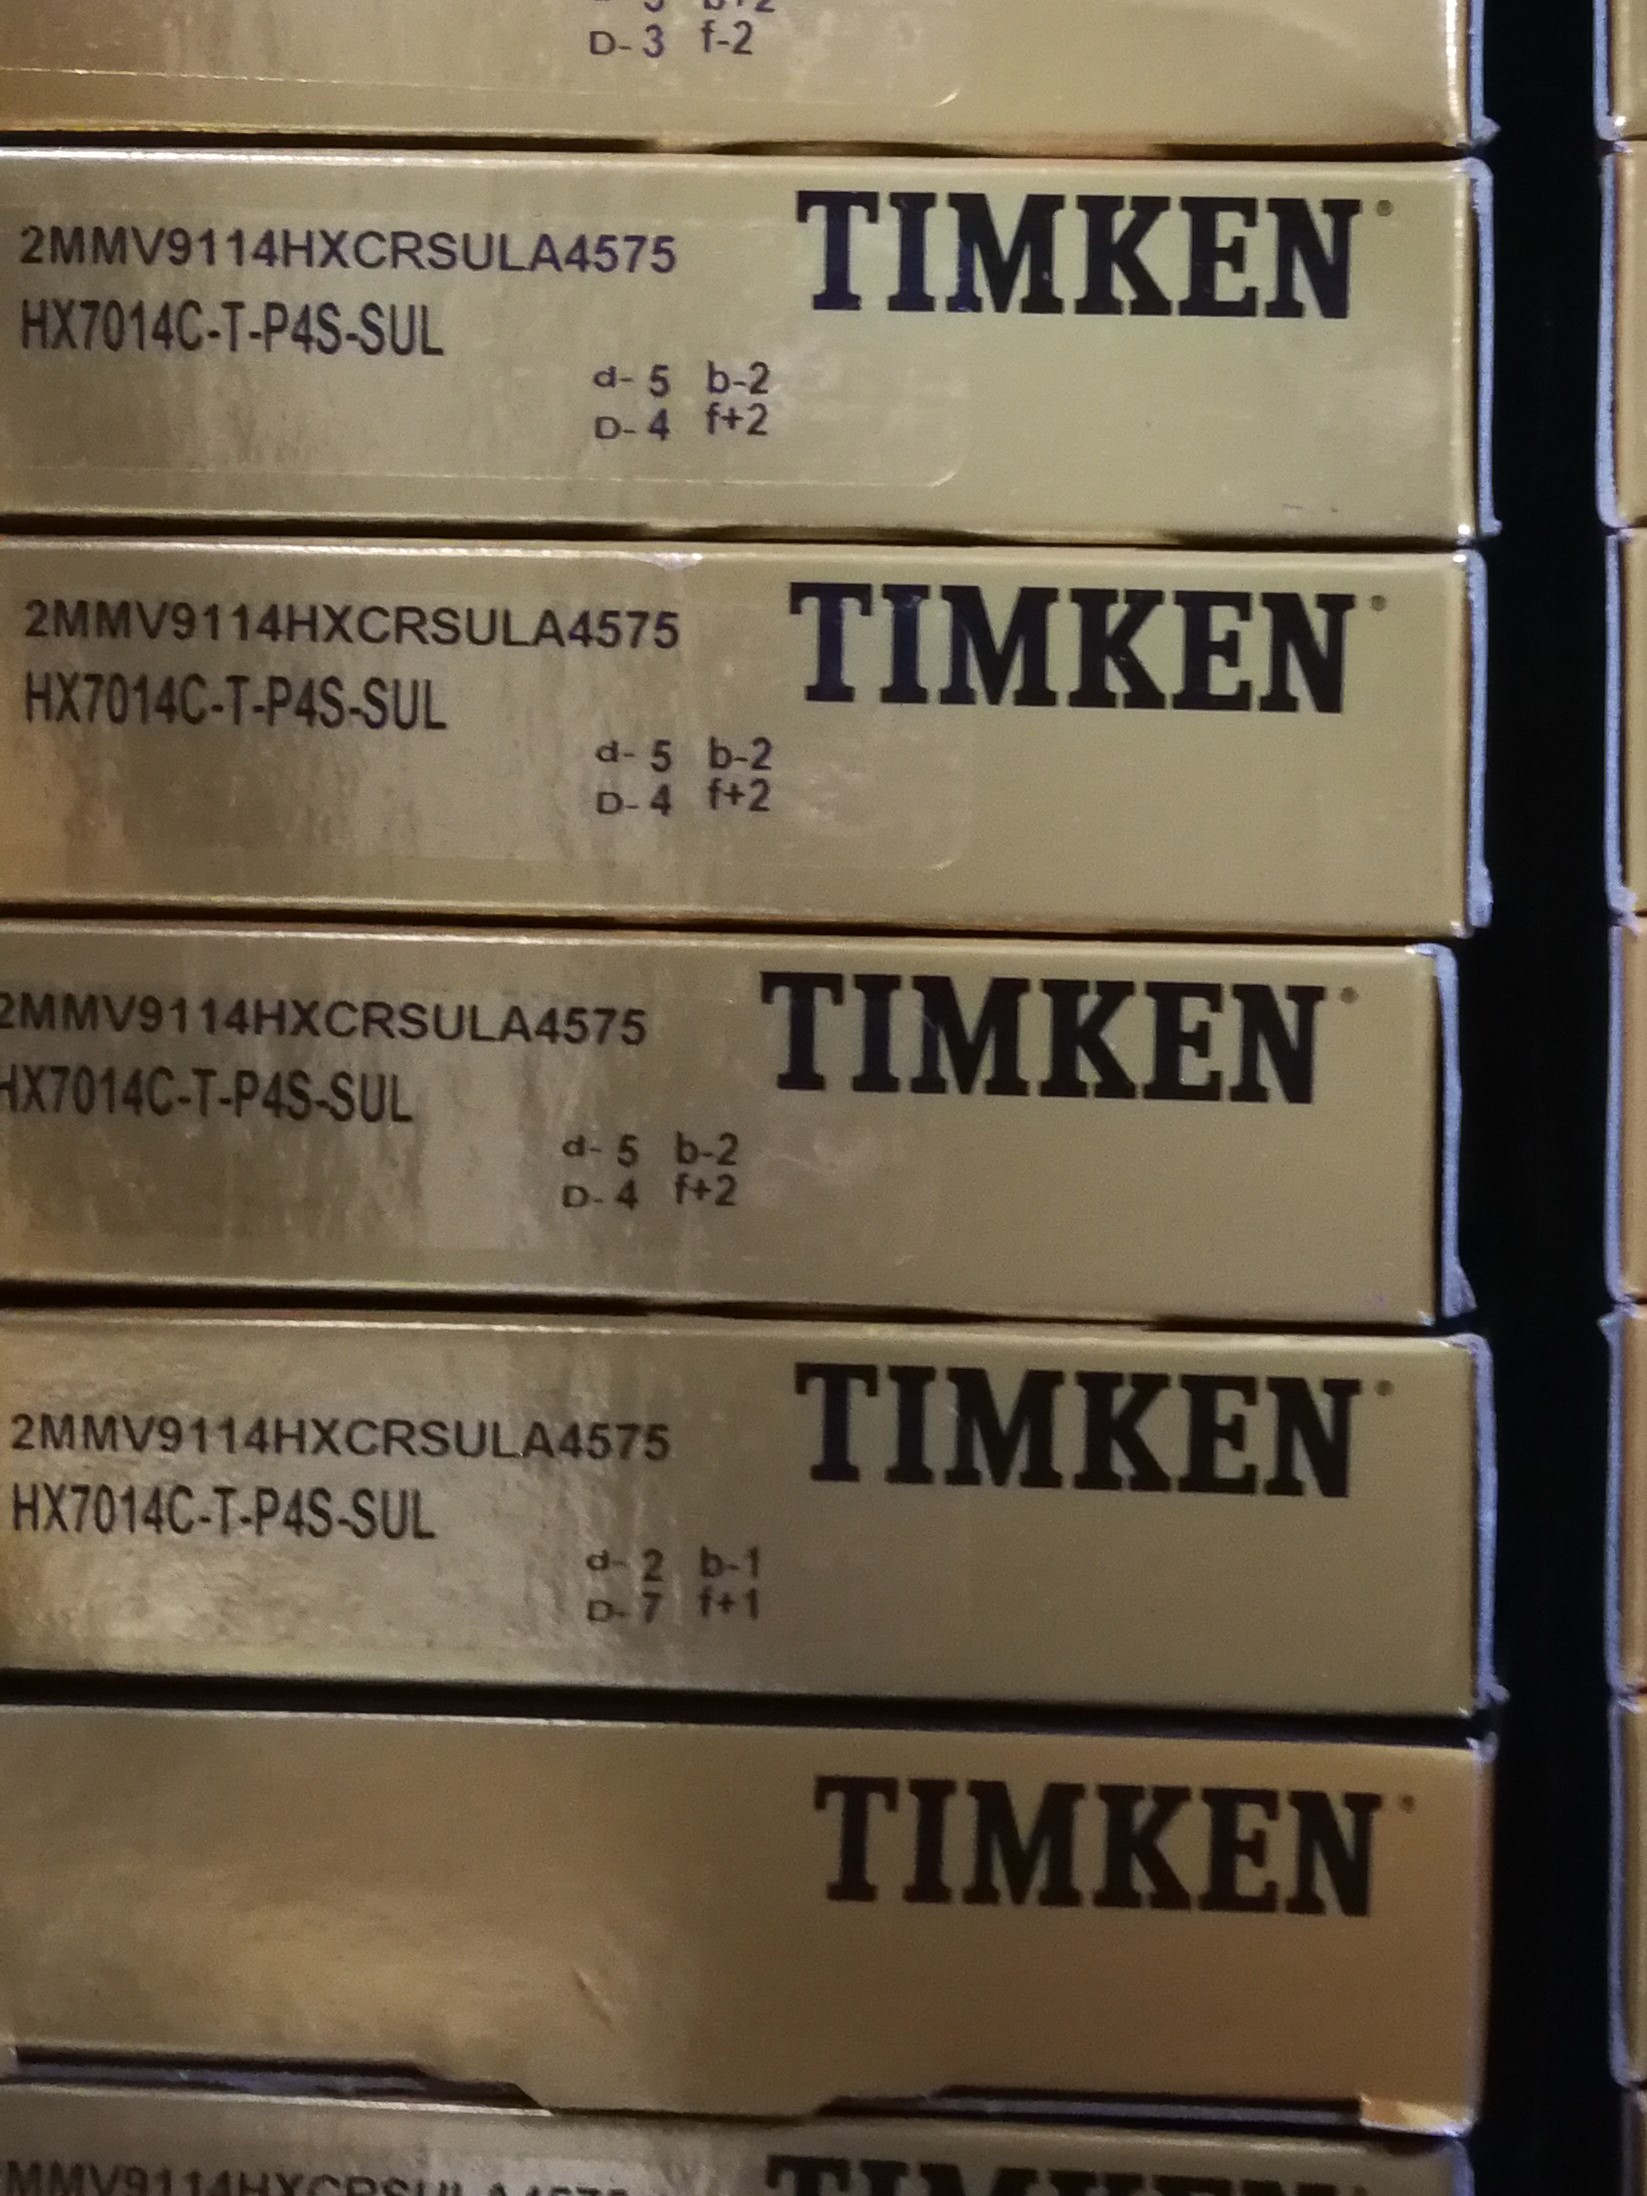 D- 3 f-2
TIMKEN®
2MMV9114HXCRSULA4575
HX7014C-T-P4S-SUL
d- 5 b-2
D- 4 f+2
TIMKEN®
2MMV9114HXCRSULA4575
HX7014C-T-P4S-SUL
d- 5 b-2
D- 4 f+2
TIMKEN®
2MMV9114HXCRSULA4575
HX7014C-T-P4S-SUL
d- 5 b-2
D- 4 f+2
TIMKEN®
2MMV9114HXCRSULA4575
HX7014C-T-P4S-SUL
d- 2 b-1
D- 7 f+1
TIMKEN®
TIMKEN
MMV9114HXCRSULA4575